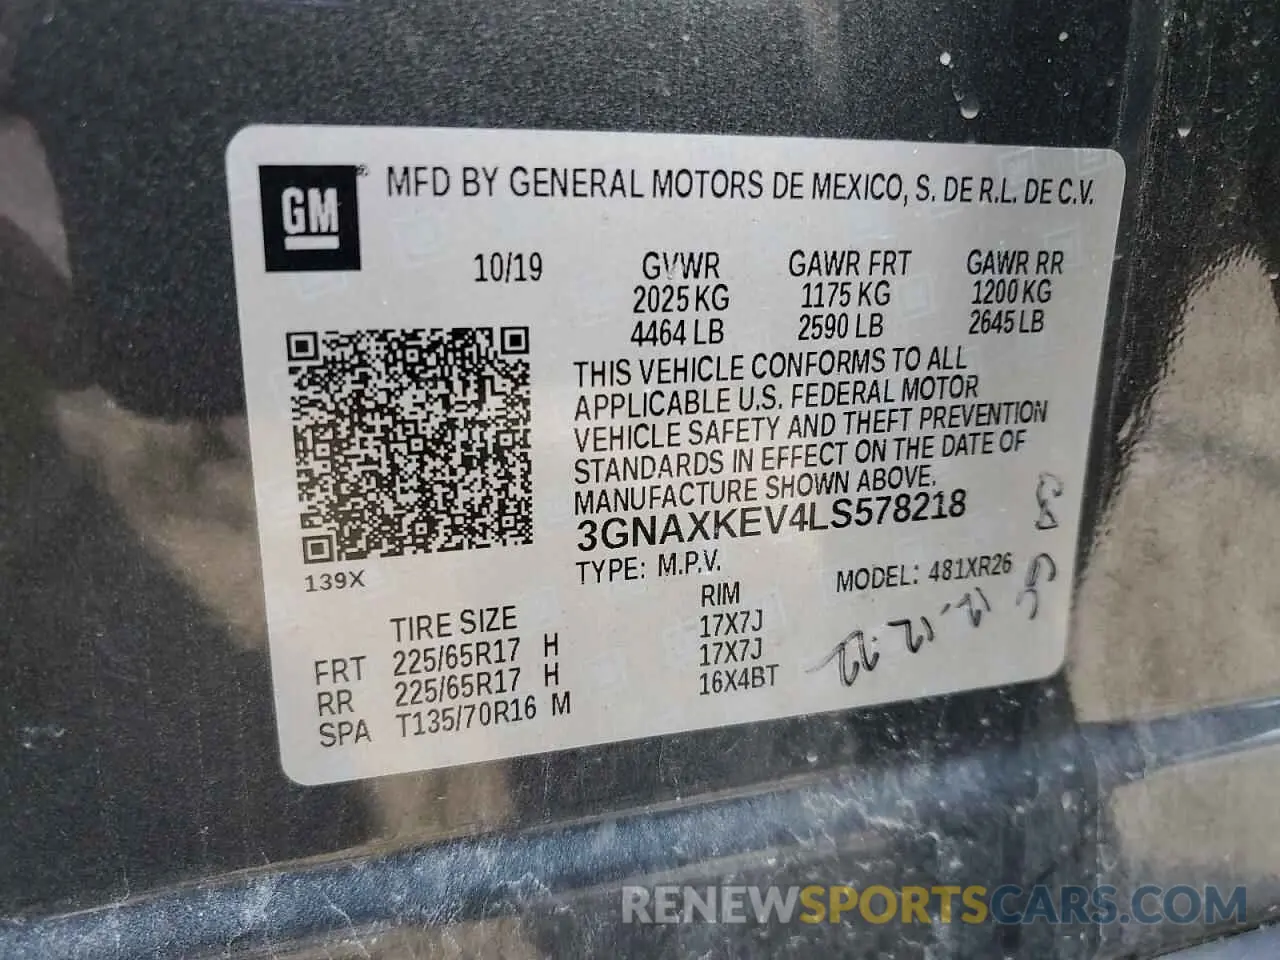 GM ® MFD BY GENERAL MOTORS DE MEXICO, S. DE R.L. DE C.V.
10/19 GVWR GAWR FRT GAWR RR
2025 KG 1175 KG 1200 KG
4464 LB 2590 LB 2645 LB
THIS VEHICLE CONFORMS TO ALL
APPLICABLE U.S. FEDERAL MOTOR
VEHICLE SAFETY AND THEFT PREVENTION
STANDARDS IN EFFECT ON THE DATE OF
MANUFACTURE SHOWN ABOVE.
3GNAXKEV4LS578218
139X TYPE: M.P.V. MODEL: 481XR26
TIRE SIZE RIM
FRT 225/65R17 H 17X7J
RR 225/65R17 H 17X7J
SPA T135/70R16 M 16X4BT
RENEWSPORTSCARS.COM